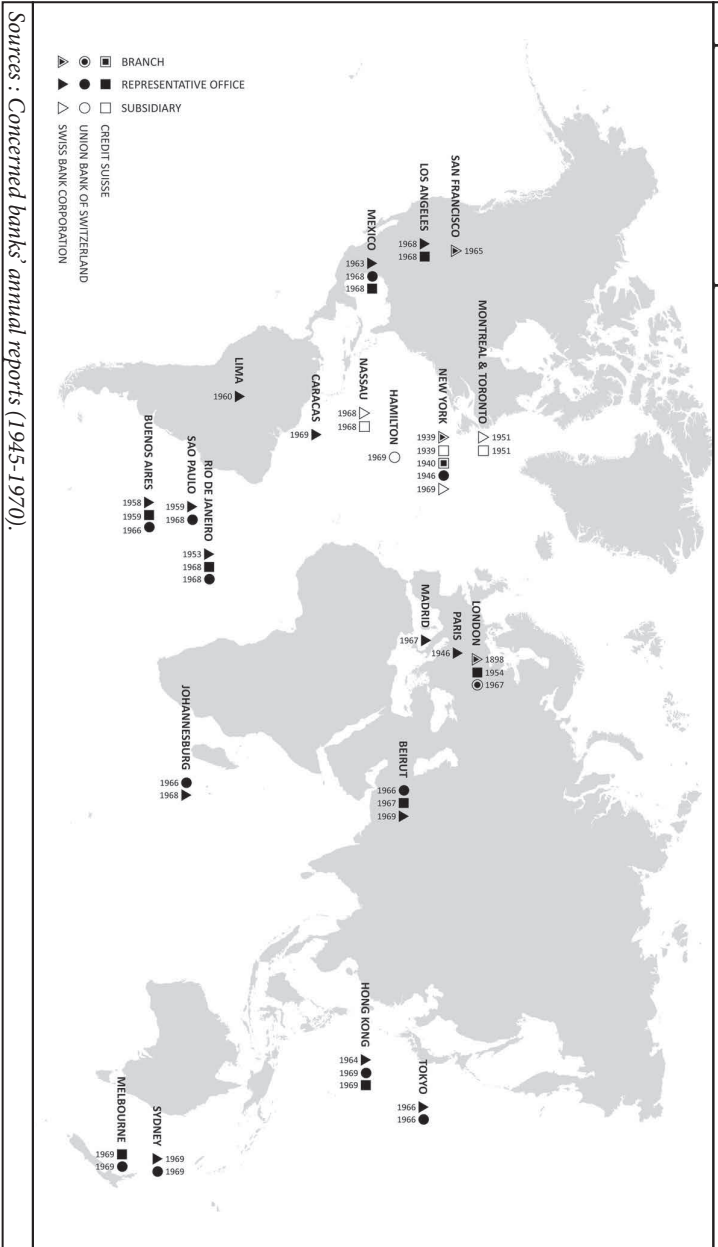 BRANCH
REPRESENTATIVE OFFICE
SUBSIDIARY
CREDIT SUISSE
UNION BANK OF SWITZERLAND
SWISS BANK CORPORATION
SAN FRANCISCO
1965
LOS ANGELES
1968
1968
MEXICO
1963
1968
1968
MONTREAL & TORONTO
1951
1951
NEW YORK
1939
1939
1940
1946
1969
HAMILTON
1969
NASSAU
1968
1968
CARACAS
1969
LIMA
1960
RIO DE JANEIRO
1953
1968
1968
SAO PAULO
1959
1968
BUENOS AIRES
1958
1959
1966
LONDON
1898
1954
1967
PARIS
1946
MADRID
1967
BEIRUT
1966
1967
1969
JOHANNESBURG
1966
1968
TOKYO
1966
1966
HONG KONG
1964
1969
1969
SYDNEY
1969
1969
MELBOURNE
1969
1969
Sources : Concerned banks' annual reports (1945-1970).